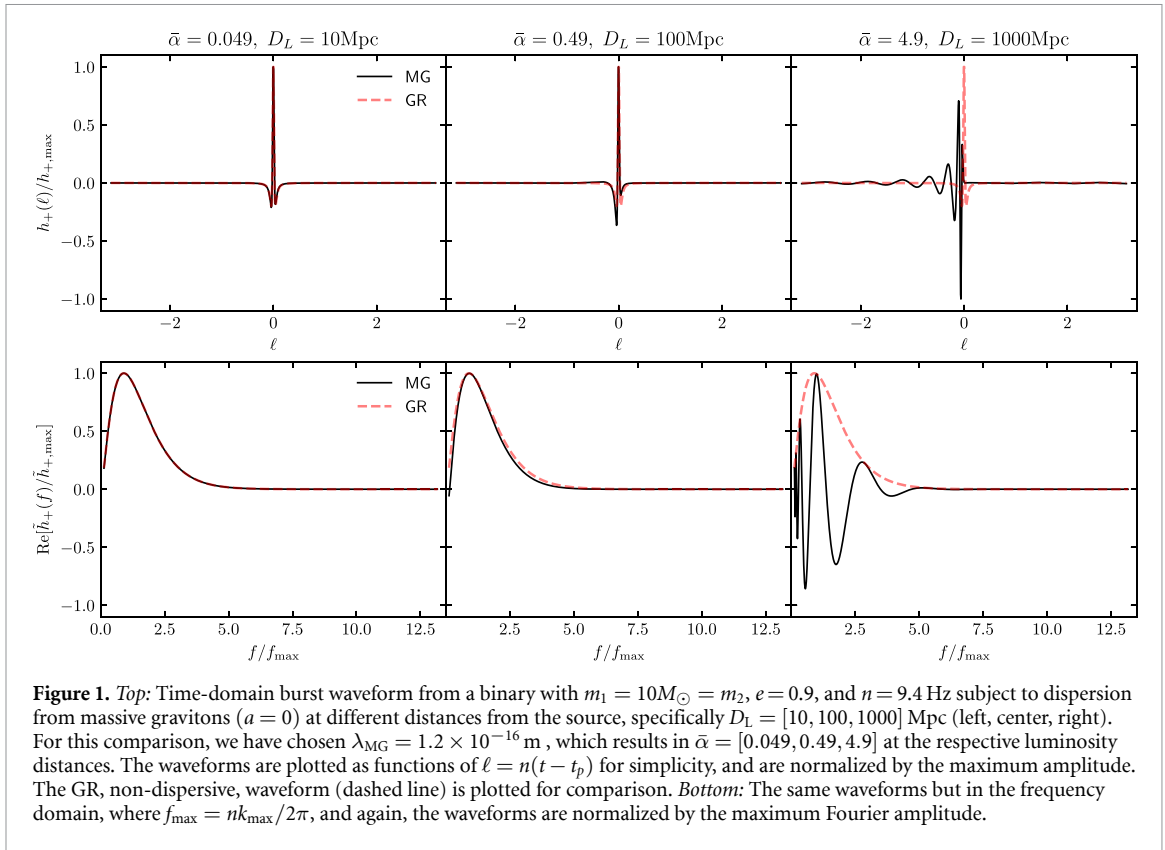 ᾱ = 0.049, D_L = 10Mpc
ᾱ = 0.49, D_L = 100Mpc
ᾱ = 4.9, D_L = 1000Mpc
1.0
0.5
0.0
−0.5
−1.0
h₊(ℓ)/h₊,max
MG
GR
−2 0 2
−2 0 2
−2 0 2
ℓ
ℓ
ℓ
1.0
0.5
0.0
−0.5
−1.0
Re[h̃₊(f)/h̃₊,max]
MG
GR
0.0 2.5 5.0 7.5 10.0 12.5
2.5 5.0 7.5 10.0 12.5
2.5 5.0 7.5 10.0 12.5
f/f_max
f/f_max
f/f_max
Figure 1. Top: Time-domain burst waveform from a binary with m₁ = 10M⊙ = m₂, e = 0.9, and n = 9.4 Hz subject to dispersion
from massive gravitons (a = 0) at different distances from the source, specifically D_L = [10, 100, 1000] Mpc (left, center, right).
For this comparison, we have chosen λ_MG = 1.2 × 10⁻¹⁶ m , which results in ᾱ = [0.049, 0.49, 4.9] at the respective luminosity
distances. The waveforms are plotted as functions of ℓ = n(t − t_p) for simplicity, and are normalized by the maximum amplitude.
The GR, non-dispersive, waveform (dashed line) is plotted for comparison. Bottom: The same waveforms but in the frequency
domain, where f_max = nk_max/2π, and again, the waveforms are normalized by the maximum Fourier amplitude.